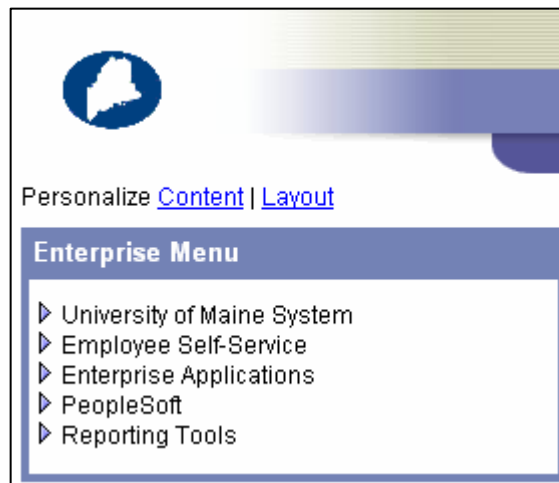 Personalize Content | Layout
Enterprise Menu
University of Maine System
Employee Self-Service
Enterprise Applications
PeopleSoft
Reporting Tools